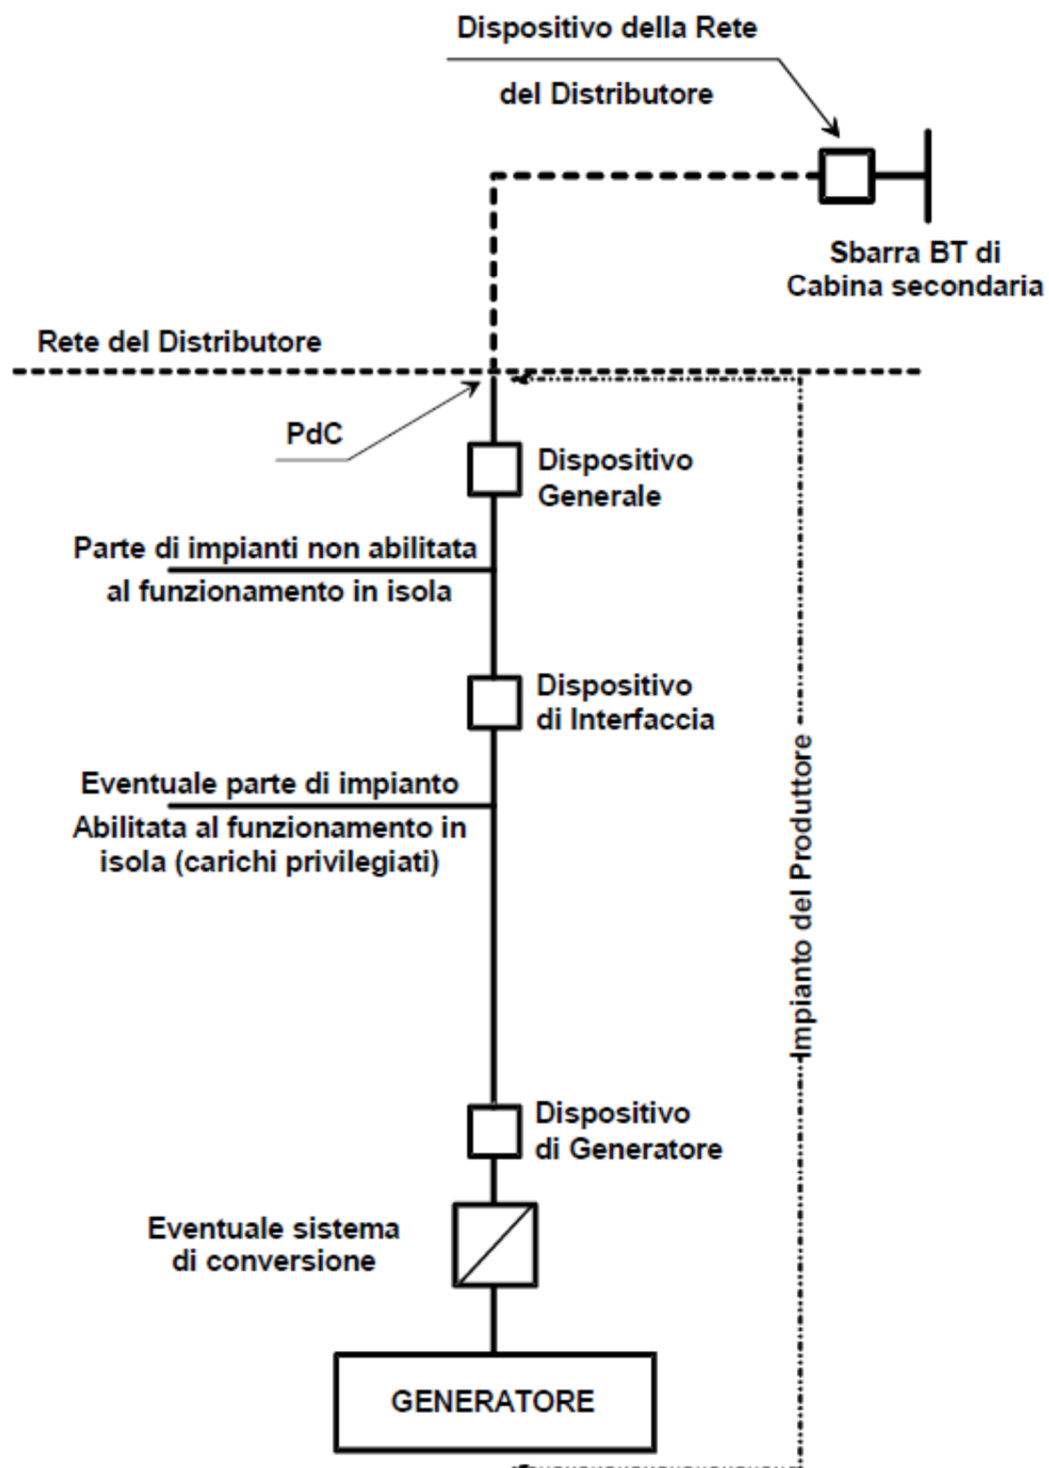 Dispositivo della Rete
del Distributore
Sbarra BT di
Cabina secondaria
Rete del Distributore
PdC
Dispositivo
Generale
Parte di impianti non abilitata
al funzionamento in isola
Dispositivo
di Interfaccia
Eventuale parte di impianto
Abilitata al funzionamento in
isola (carichi privilegiati)
Impianto del Produttore
Dispositivo
di Generatore
Eventuale sistema
di conversione
GENERATORE